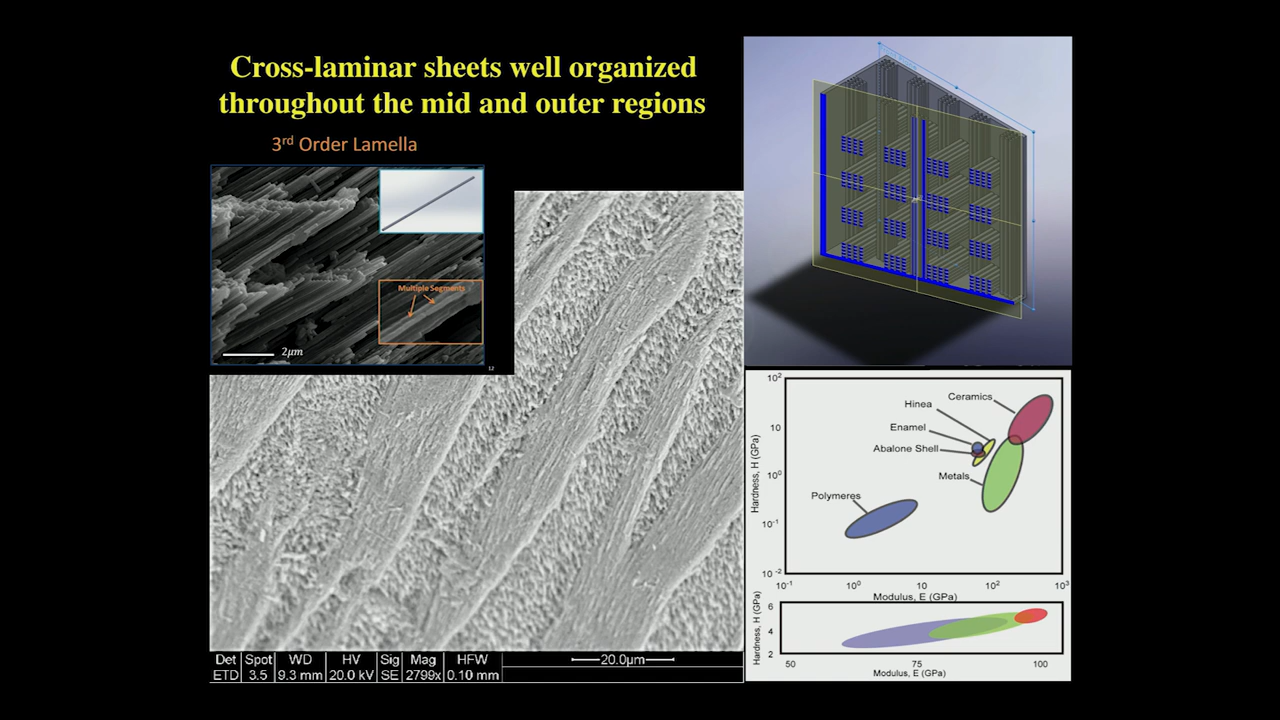 Cross-laminar sheets well organized
throughout the mid and outer regions
3rd Order Lamella
Multiple Segments
2μm
12
Det Spot WD HV Sig Mag HFW
ETD 3.5 9.3 mm 20.0 kV SE 2799x 0.10 mm
20.0μm
Hardness, H (GPa)
10²
10
10⁰
10⁻¹
10⁻²
Ceramics
Hinea
Enamel
Abalone Shell
Metals
Polymeres
10⁻¹ 10⁰ 10 10² 10³
Modulus, E (GPa)
Hardness, H (GPa)
6
4
2
50 75 100
Modulus, E (GPa)